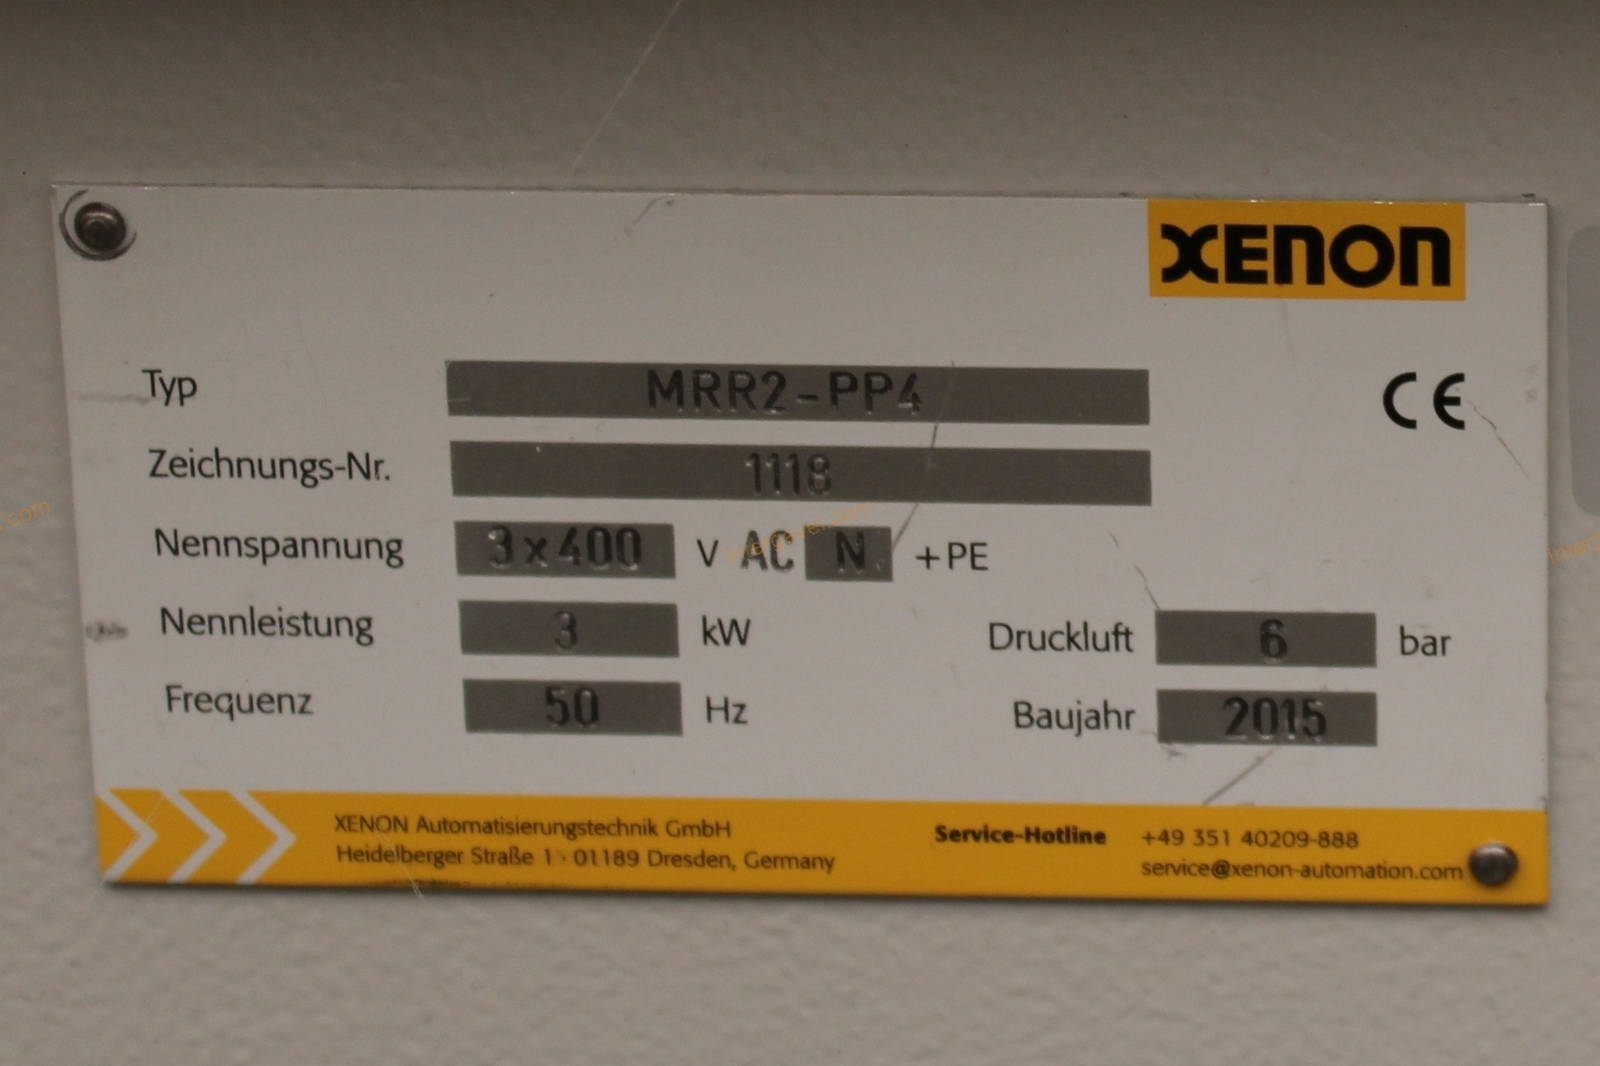 XENON
Typ MRR2-PP4 CE
Zeichnungs-Nr. 1118
Nennspannung 3x400 V AC N +PE
Nennleistung 3 kW Druckluft 6 bar
Frequenz 50 Hz Baujahr 2015
XENON Automatisierungstechnik GmbH Service-Hotline +49 351 40209-888
Heidelberger Straße 1 · 01189 Dresden, Germany service@xenon-automation.com